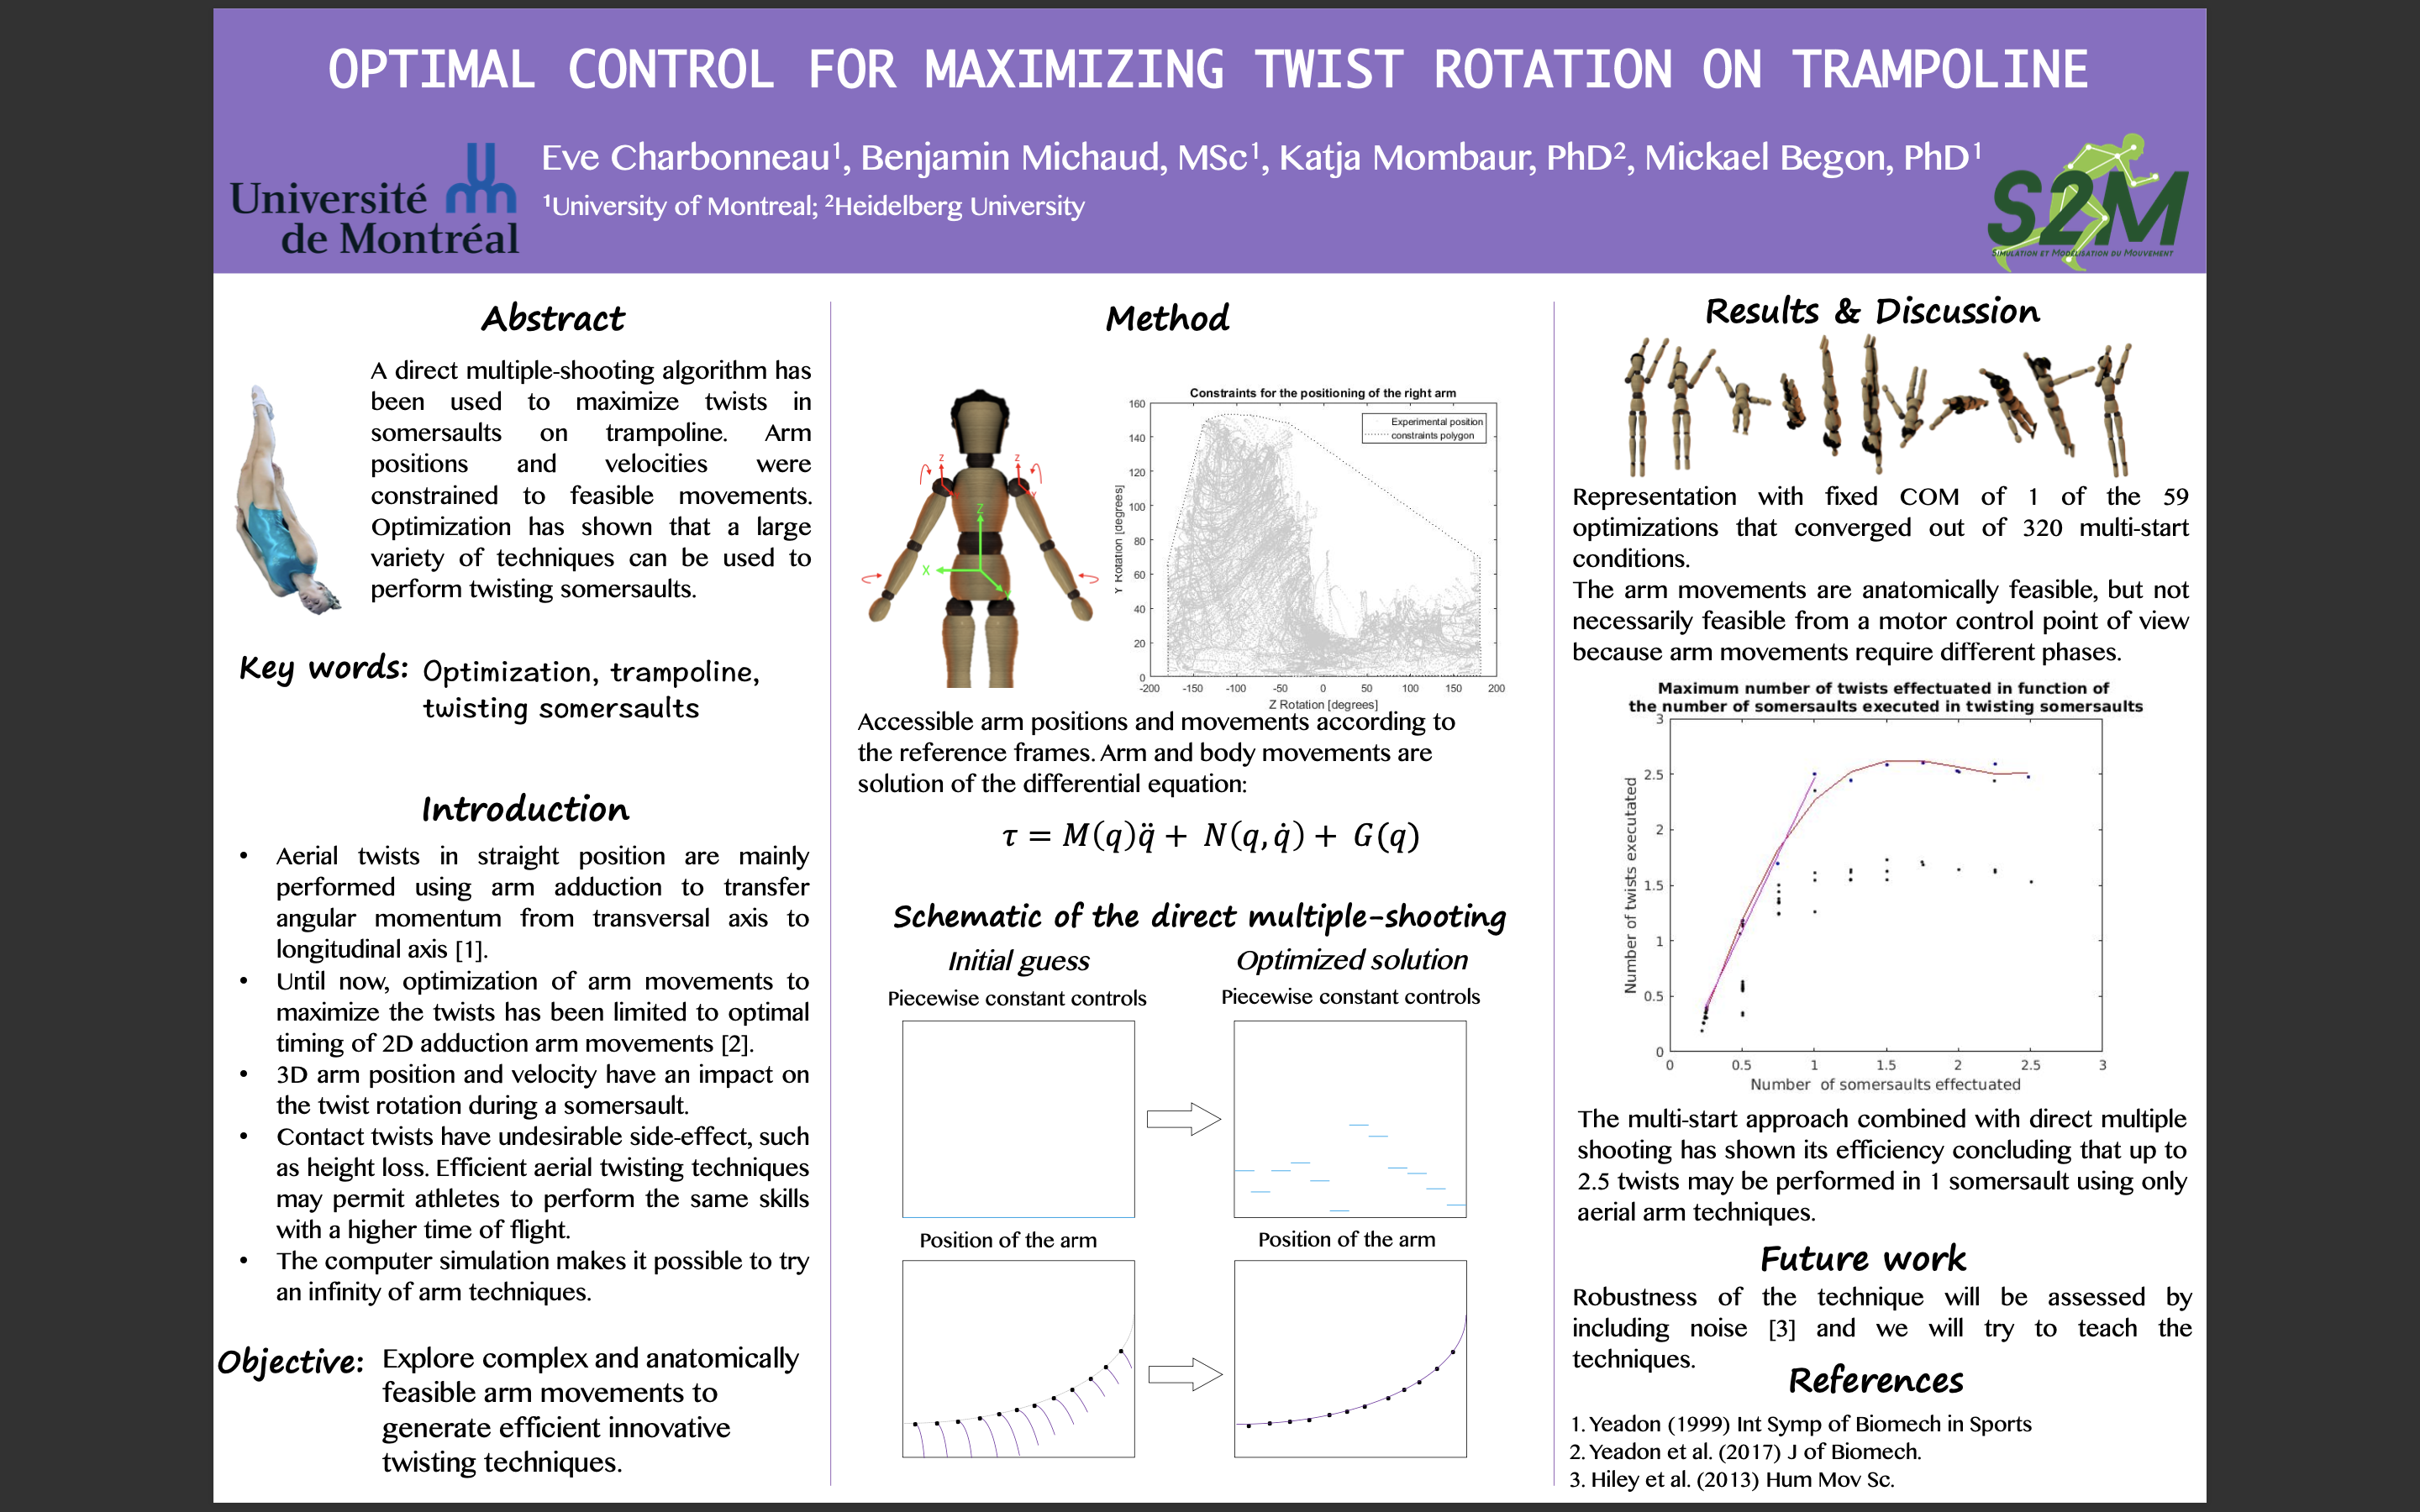 OPTIMAL CONTROL FOR MAXIMIZING TWIST ROTATION ON TRAMPOLINE
Université
de Montréal
Eve Charbonneau¹, Benjamin Michaud, MSc¹, Katja Mombaur, PhD², Mickael Begon, PhD¹
¹University of Montreal; ²Heidelberg University
S2M
SIMULATION ET MODÉLISATION DU MOUVEMENT
Abstract
A direct multiple-shooting algorithm has
been used to maximize twists in
somersaults on trampoline. Arm
positions and velocities were
constrained to feasible movements.
Optimization has shown that a large
variety of techniques can be used to
perform twisting somersaults.
Key words: Optimization, trampoline,
twisting somersaults
Introduction
• Aerial twists in straight position are mainly
performed using arm adduction to transfer
angular momentum from transversal axis to
longitudinal axis [1].
• Until now, optimization of arm movements to
maximize the twists has been limited to optimal
timing of 2D adduction arm movements [2].
• 3D arm position and velocity have an impact on
the twist rotation during a somersault.
• Contact twists have undesirable side-effect, such
as height loss. Efficient aerial twisting techniques
may permit athletes to perform the same skills
with a higher time of flight.
• The computer simulation makes it possible to try
an infinity of arm techniques.
Objective: Explore complex and anatomically
feasible arm movements to
generate efficient innovative
twisting techniques.
Method
Z
Z
Z
X
Constraints for the positioning of the right arm
Experimental position
constraints polygon
Y Rotation [degrees]
160
140
120
100
80
60
40
20
0
-200 -150 -100 -50 0 50 100 150 200
Z Rotation [degrees]
Accessible arm positions and movements according to
the reference frames. Arm and body movements are
solution of the differential equation:
τ = M(q)q̈ + N(q, q̇) + G(q)
Schematic of the direct multiple-shooting
Initial guess
Optimized solution
Piecewise constant controls
Piecewise constant controls
Position of the arm
Position of the arm
Results & Discussion
Representation with fixed COM of 1 of the 59
optimizations that converged out of 320 multi-start
conditions.
The arm movements are anatomically feasible, but not
necessarily feasible from a motor control point of view
because arm movements require different phases.
Maximum number of twists effectuated in function of
the number of somersaults executed in twisting somersaults
Number of twists executated
3
2.5
2
1.5
1
0.5
0
0 0.5 1 1.5 2 2.5 3
Number of somersaults effectuated
The multi-start approach combined with direct multiple
shooting has shown its efficiency concluding that up to
2.5 twists may be performed in 1 somersault using only
aerial arm techniques.
Future work
Robustness of the technique will be assessed by
including noise [3] and we will try to teach the
techniques.
References
1. Yeadon (1999) Int Symp of Biomech in Sports
2. Yeadon et al. (2017) J of Biomech.
3. Hiley et al. (2013) Hum Mov Sc.